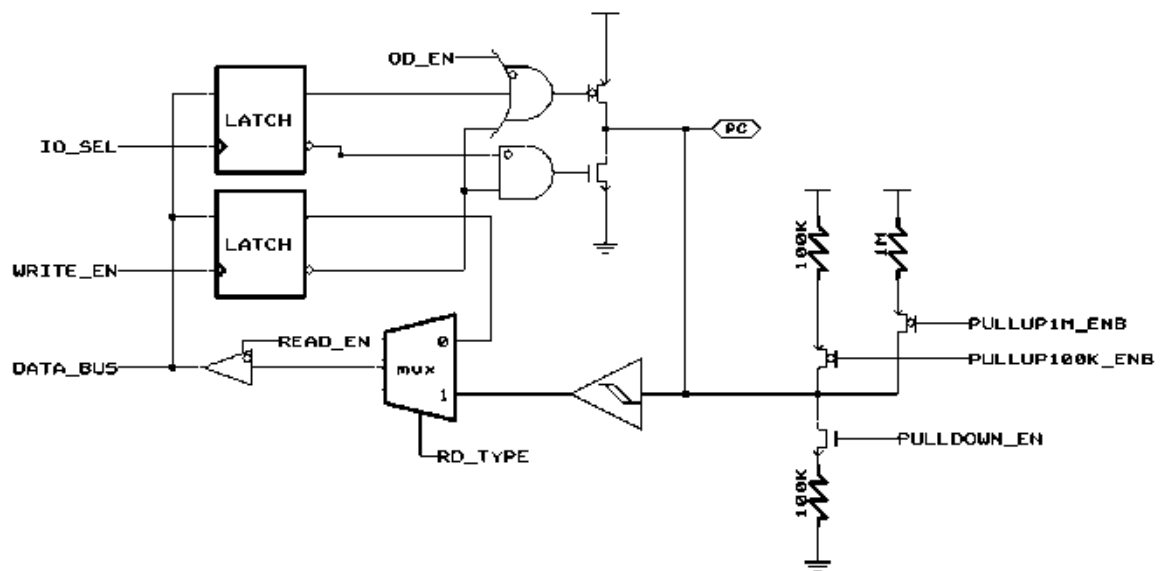 OD_EN
LATCH
PC
IO_SEL
LATCH
100K
1M
WRITE_EN
READ_EN
0
PULLUP1M_ENB
DATA_BUS
mux
PULLUP100K_ENB
1
PULLDOWN_EN
RD_TYPE
100K